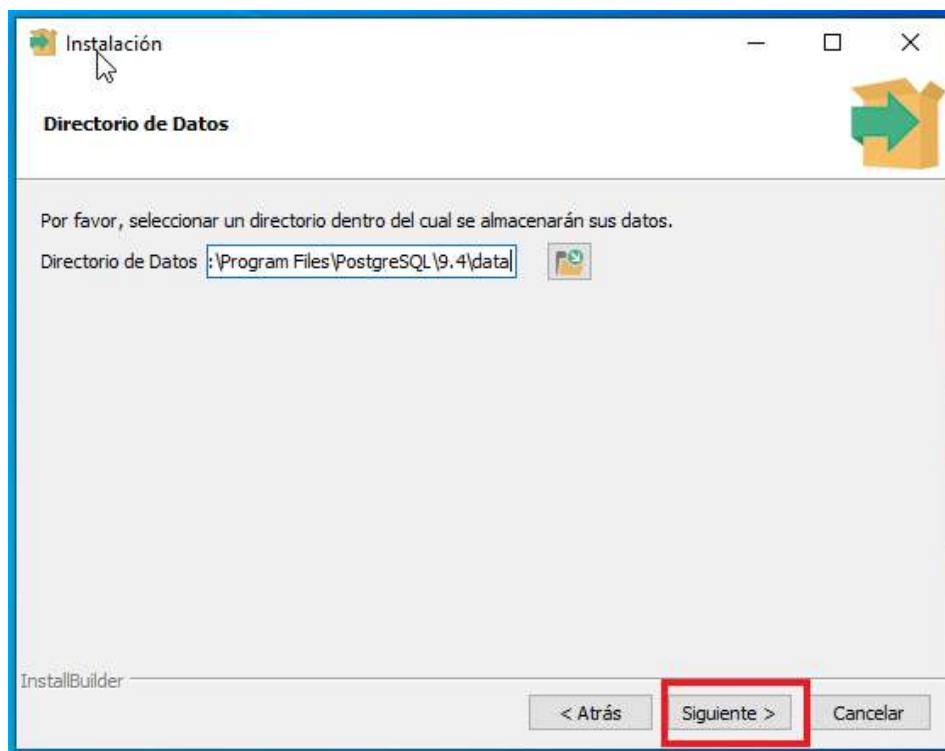 Instalación
Directorio de Datos
Por favor, seleccionar un directorio dentro del cual se almacenarán sus datos.
Directorio de Datos :\Program Files\PostgreSQL\9.4\data
InstallBuilder
< Atrás Siguiente > Cancelar